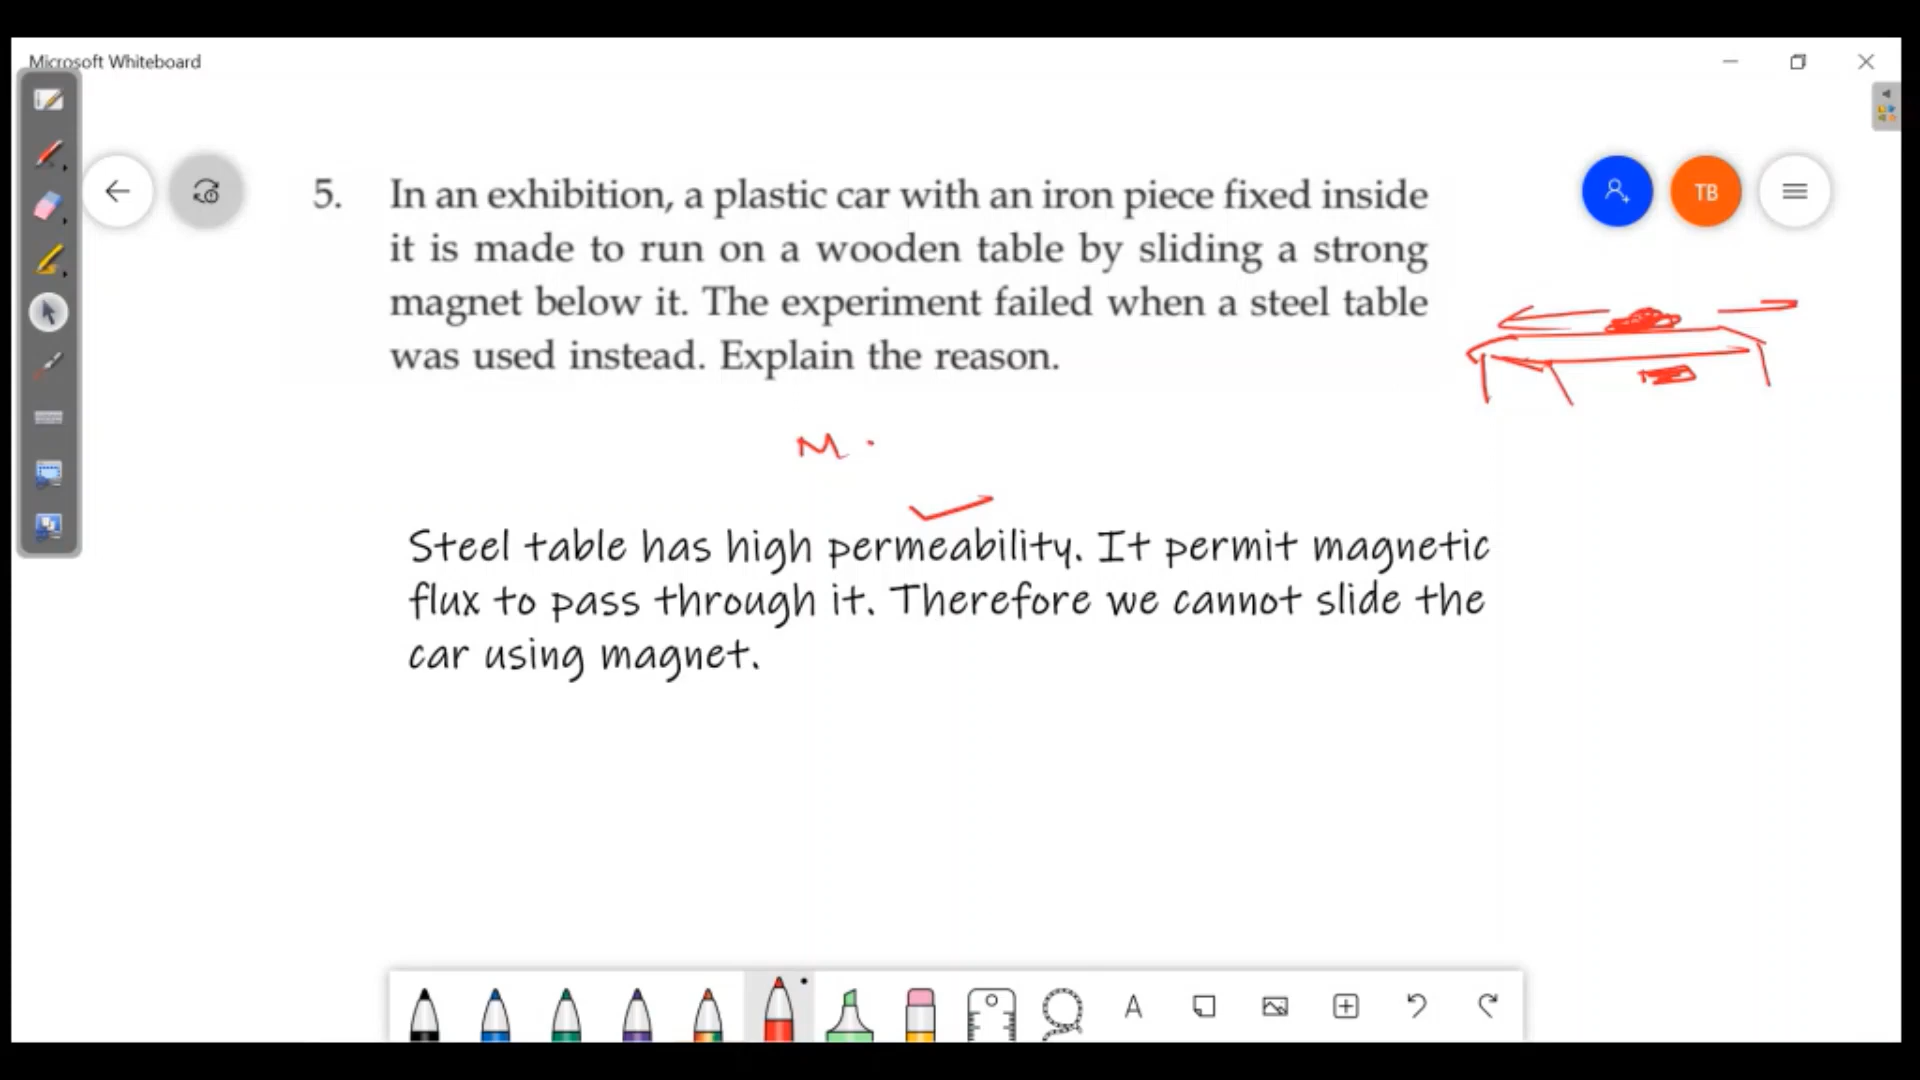 Microsoft Whiteboard
TB
5. In an exhibition, a plastic car with an iron piece fixed inside
it is made to run on a wooden table by sliding a strong
magnet below it. The experiment failed when a steel table
was used instead. Explain the reason.
M.
Steel table has high permeability. It permit magnetic
flux to pass through it. Therefore we cannot slide the
car using magnet.
A